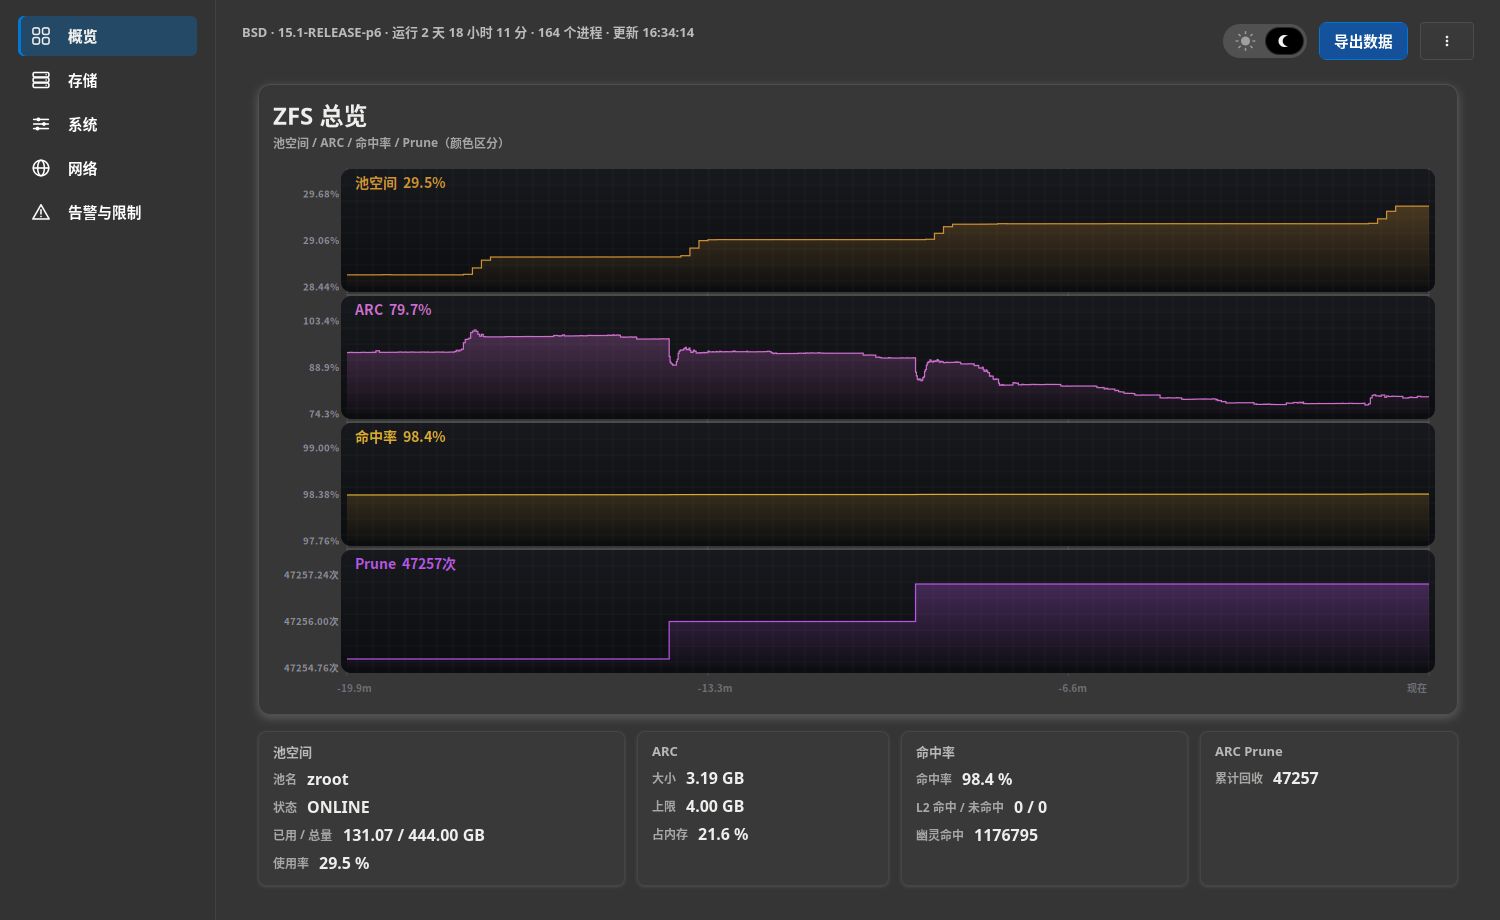 概览
存储
系统
网络
告警与限制
BSD · 15.1-RELEASE-p6 · 运行 2 天 18 小时 11 分 · 164 个进程 · 更新 16:34:14
导出数据
ZFS 总览
池空间 / ARC / 命中率 / Prune（颜色区分）
池空间 29.5%
29.68%
29.06%
28.44%
ARC 79.7%
103.4%
88.9%
74.3%
命中率 98.4%
99.00%
98.38%
97.76%
Prune 47257次
47257.24次
47256.00次
47254.76次
-19.9m -13.3m -6.6m 现在
池空间
池名 zroot
状态 ONLINE
已用 / 总量 131.07 / 444.00 GB
使用率 29.5 %
ARC
大小 3.19 GB
上限 4.00 GB
占内存 21.6 %
命中率
命中率 98.4 %
L2 命中 / 未命中 0 / 0
幽灵命中 1176795
ARC Prune
累计回收 47257